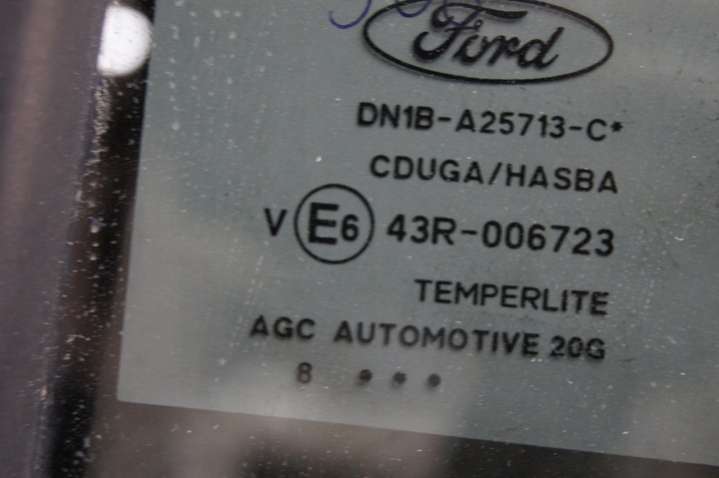 Ford
DN1B-A25713-C*
CDUGA/HASBA
V E6 43R-006723
TEMPERLITE
AGC AUTOMOTIVE 20G
8 •••